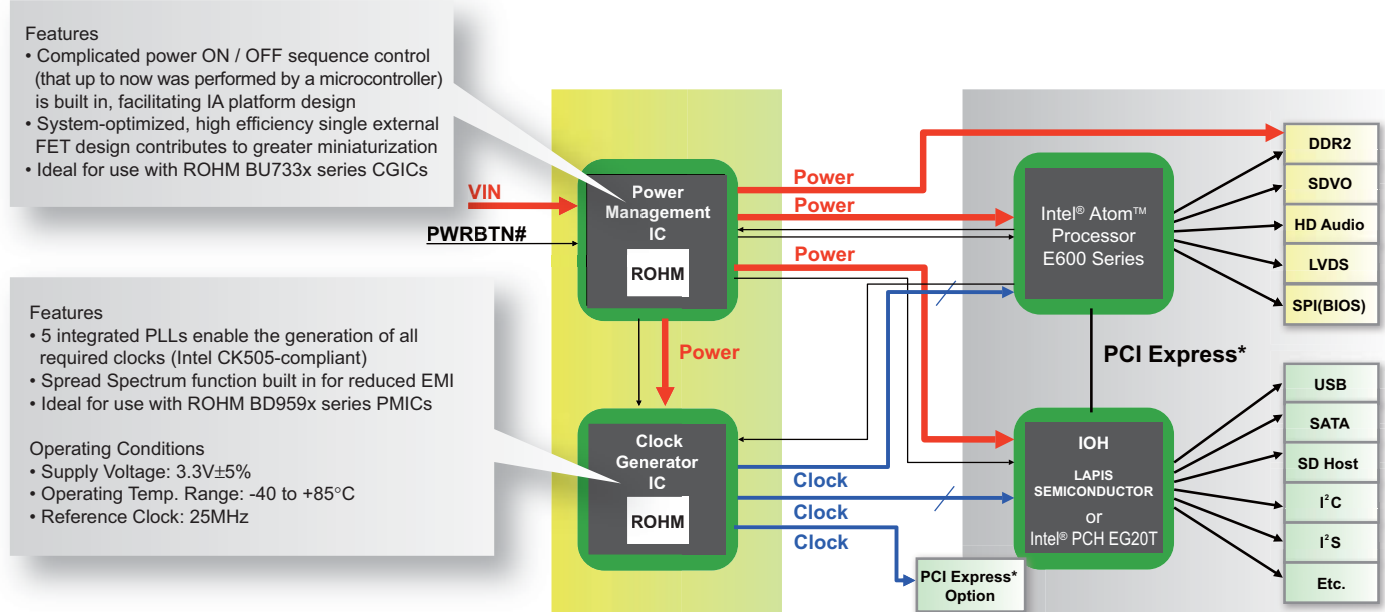 Features
• Complicated power ON / OFF sequence control
(that up to now was performed by a microcontroller)
is built in, facilitating IA platform design
• System-optimized, high efficiency single external
FET design contributes to greater miniaturization
• Ideal for use with ROHM BU733x series CGICs
VIN
PWRBTN#
Power
Management
IC
ROHM
Power
Power
Power
Power
Intel® Atom™
Processor
E600 Series
DDR2
SDVO
HD Audio
LVDS
SPI(BIOS)
Features
• 5 integrated PLLs enable the generation of all
required clocks (Intel CK505-compliant)
• Spread Spectrum function built in for reduced EMI
• Ideal for use with ROHM BD959x series PMICs
Operating Conditions
• Supply Voltage: 3.3V±5%
• Operating Temp. Range: -40 to +85°C
• Reference Clock: 25MHz
Clock
Generator
IC
ROHM
Clock
Clock
Clock
PCI Express*
IOH
LAPIS
SEMICONDUCTOR
or
Intel® PCH EG20T
USB
SATA
SD Host
I²C
I²S
Etc.
PCI Express*
Option